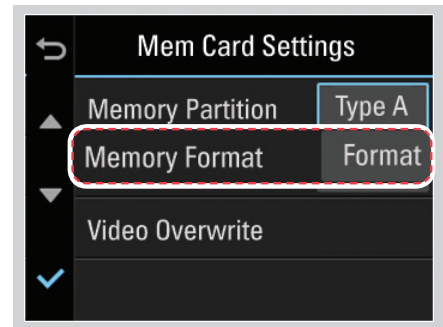 Mem Card Settings
Memory Partition Type A
Memory Format Format
Video Overwrite